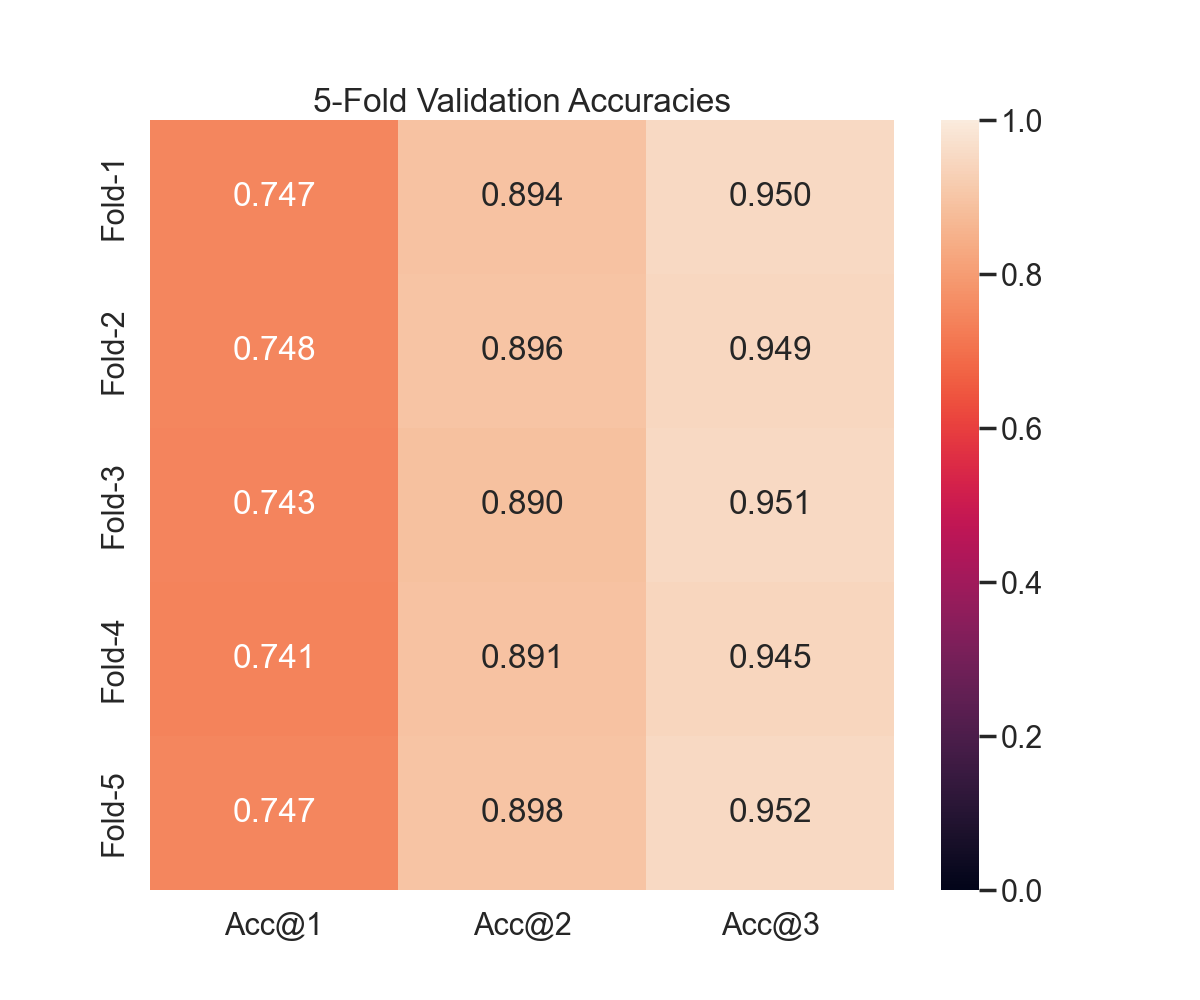 5-Fold Validation Accuracies
Fold-1 0.747 0.894 0.950
Fold-2 0.748 0.896 0.949
Fold-3 0.743 0.890 0.951
Fold-4 0.741 0.891 0.945
Fold-5 0.747 0.898 0.952
Acc@1 Acc@2 Acc@3
1.0
0.8
0.6
0.4
0.2
0.0